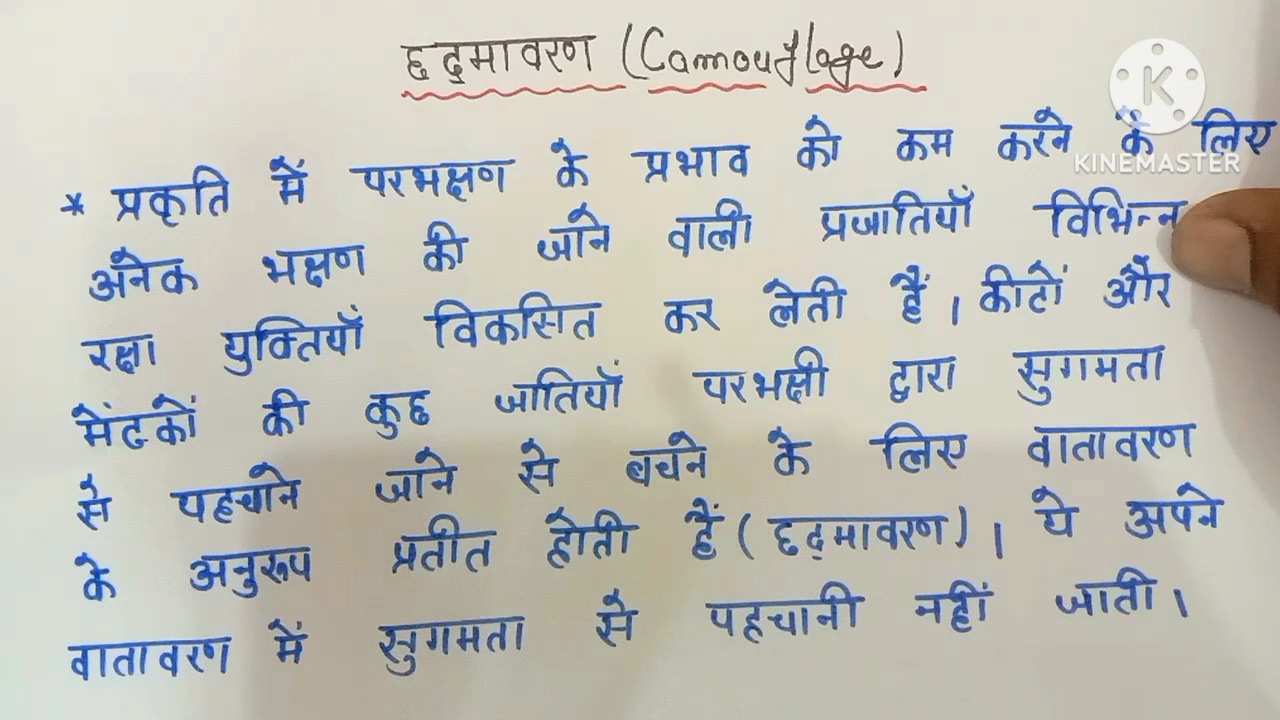 छद्‌मावरण (Camouflage)
* प्रकृति में परभक्षण के प्रभाव को कम करने के लिए
अनेक भक्षण की जाने वाली प्रजातियाँ विभिन्न
रक्षा युक्तियाँ विकसित कर लेती हैं। कीटों और
मेंढकों की कुछ जातियाँ परभक्षी द्वारा सुगमता
से पहचाने जाने से बचने के लिए वातावरण
के अनुरूप प्रतीत होती हैं (छद्‌मावरण)। ये अपने
वातावरण में सुगमता से पहचानी नहीं जाती।
K
KINEMASTER